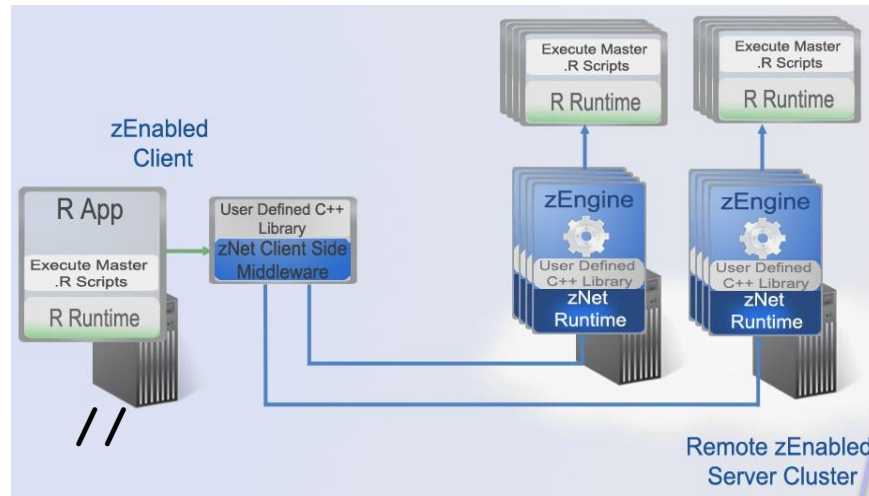 Execute Master
.R Scripts
R Runtime
Execute Master
.R Scripts
R Runtime
zEnabled
Client
R App
Execute Master
.R Scripts
R Runtime
User Defined C++
Library
zNet Client Side
Middleware
zEngine
User Defined
C++ Library
zNet
Runtime
zEngine
User Defined
C++ Library
zNet
Runtime
Remote zEnabled
Server Cluster